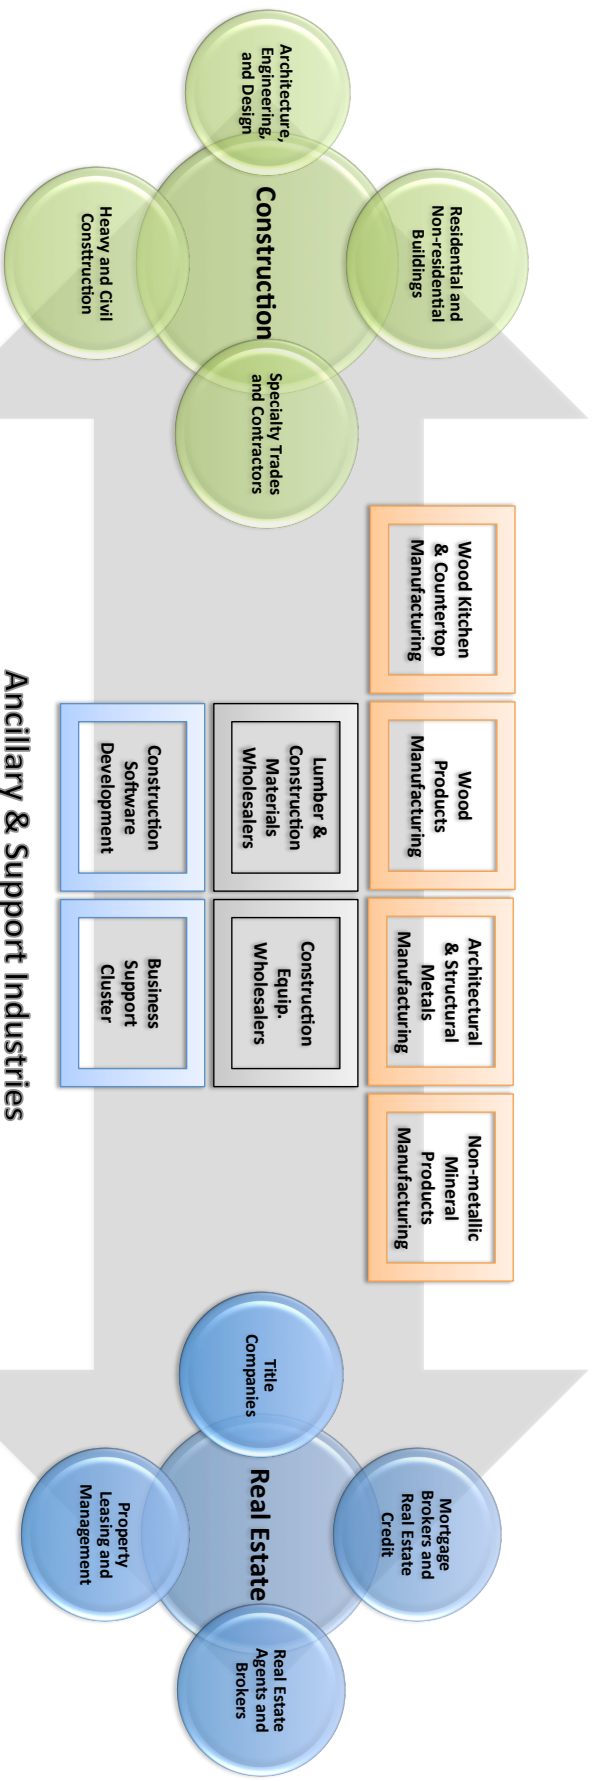 Residential and
Non-residential
Buildings
Architecture,
Engineering,
and Design
Construction
Specialty Trades
and Contractors
Heavy and Civil
Consttruction
Wood Kitchen
& Countertop
Manufacturing
Wood
Products
Manufacturing
Architectural
& Structural
Metals
Manufacturing
Non-metallic
Mineral
Products
Manufacturing
Lumber &
Construction
Materials
Wholesalers
Construction
Equip.
Wholesalers
Construction
Software
Development
Business
Support
Cluster
Mortgage
Brokers and
Real Estate
Credit
Title
Companies
Real Estate
Real Estate
Agents and
Brokers
Property
Leasing and
Management
Ancillary & Support Industries